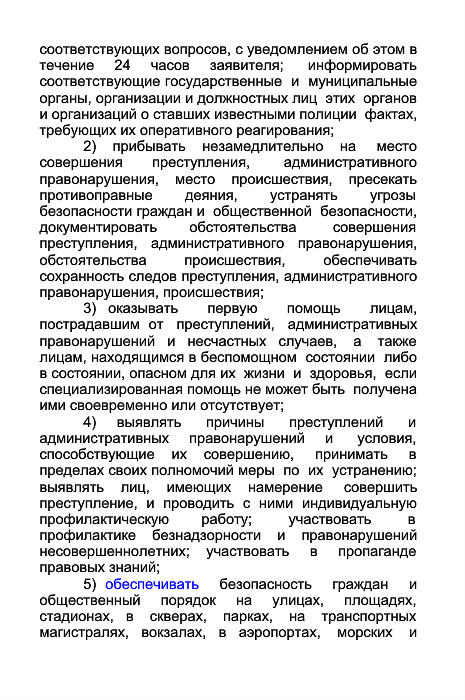 соответствующих вопросов, с уведомлением об этом в
течение 24 часов заявителя; информировать
соответствующие государственные и муниципальные
органы, организации и должностных лиц этих органов
и организаций о ставших известными полиции фактах,
требующих их оперативного реагирования;
2) прибывать незамедлительно на место
совершения преступления, административного
правонарушения, место происшествия, пресекать
противоправные деяния, устранять угрозы
безопасности граждан и общественной безопасности,
документировать обстоятельства совершения
преступления, административного правонарушения,
обстоятельства происшествия, обеспечивать
сохранность следов преступления, административного
правонарушения, происшествия;
3) оказывать первую помощь лицам,
пострадавшим от преступлений, административных
правонарушений и несчастных случаев, а также
лицам, находящимся в беспомощном состоянии либо
в состоянии, опасном для их жизни и здоровья, если
специализированная помощь не может быть получена
ими своевременно или отсутствует;
4) выявлять причины преступлений и
административных правонарушений и условия,
способствующие их совершению, принимать в
пределах своих полномочий меры по их устранению;
выявлять лиц, имеющих намерение совершить
преступление, и проводить с ними индивидуальную
профилактическую работу; участвовать в
профилактике безнадзорности и правонарушений
несовершеннолетних; участвовать в пропаганде
правовых знаний;
5) обеспечивать безопасность граждан и
общественный порядок на улицах, площадях,
стадионах, в скверах, парках, на транспортных
магистралях, вокзалах, в аэропортах, морских и